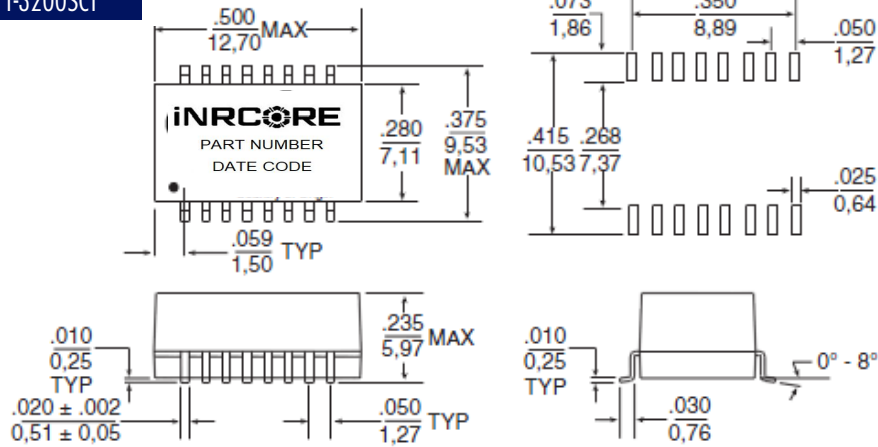 .500
12,70
MAX
.073
1,86
.350
8,89
.050
1,27
iNRCORE
PART NUMBER
DATE CODE
.280
7,11
.375
9,53
MAX
.415
10,53
.268
7,37
.025
0,64
.059
1,50
TYP
.235
5,97
MAX
.010
0,25
TYP
.020 ± .002
0,51 ± 0,05
.050
1,27
TYP
.010
0,25
TYP
0° - 8°
.030
0,76